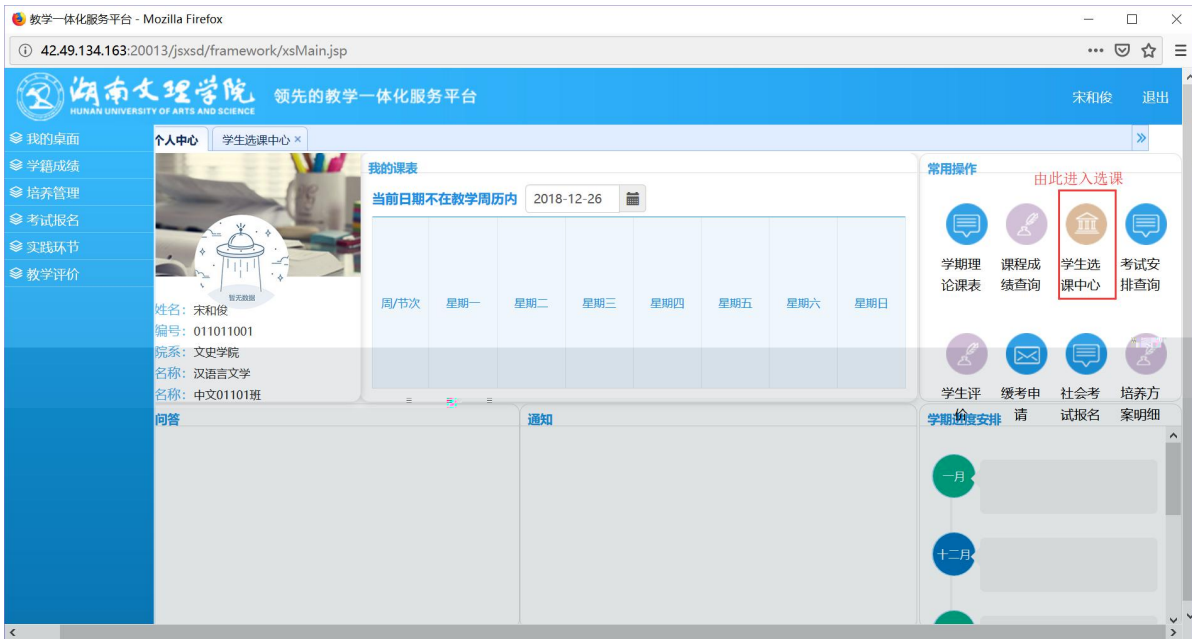 教学一体化服务平台 - Mozilla Firefox
42.49.134.163:20013/jsxsd/framework/xsMain.jsp
湖南文理学院
HUNAN UNIVERSITY OF ARTS AND SCIENCE
领先的教学一体化服务平台
宋和俊 退出
我的桌面
学籍成绩
培养管理
考试报名
实践环节
教学评价
个人中心 学生选课中心 ×
暂无数据
姓名：宋和俊
编号：011011001
院系：文史学院
名称：汉语言文学
名称：中文01101班
我的课表
当前日期不在教学周历内 2018-12-26
周/节次 星期一 星期二 星期三 星期四 星期五 星期六 星期日
常用操作
由此进入选课
学期理论课表
课程成绩查询
学生选课中心
考试安排查询
学生评价
缓考申请
社会考试报名
培养方案明细
问答
通知
学期进度安排
一月
十二月